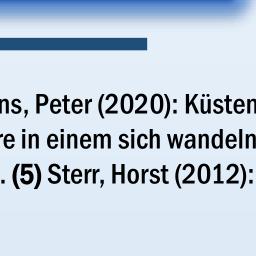 ns, Peter (2020): Küsten
re in einem sich wandeln
. (5) Sterr, Horst (2012):